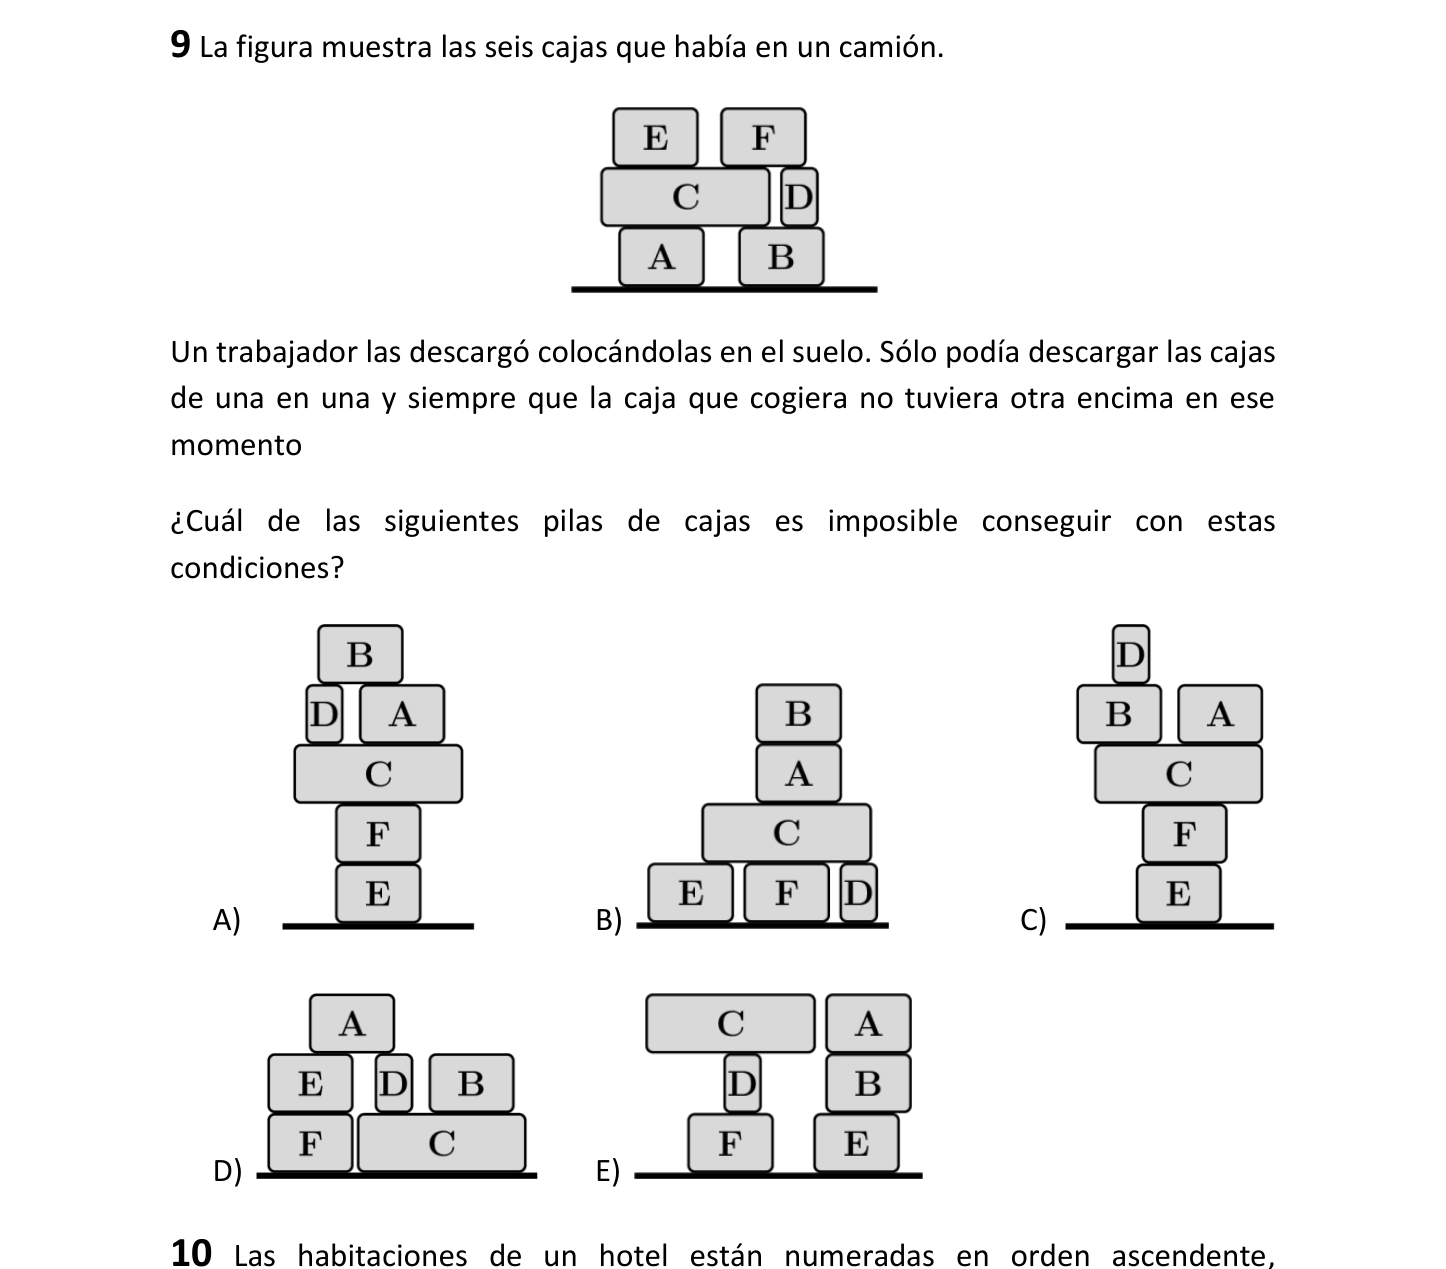 9 La figura muestra las seis cajas que había en un camión.
E F
C D
A B
Un trabajador las descargó colocándolas en el suelo. Sólo podía descargar las cajas
de una en una y siempre que la caja que cogiera no tuviera otra encima en ese
momento
¿Cuál de las siguientes pilas de cajas es imposible conseguir con estas
condiciones?
B
D A
C
F
E
A)
B
A
C
E F D
B)
D
B A
C
F
E
C)
A
E D B
F C
D)
C A
D B
F E
E)
10 Las habitaciones de un hotel están numeradas en orden ascendente,